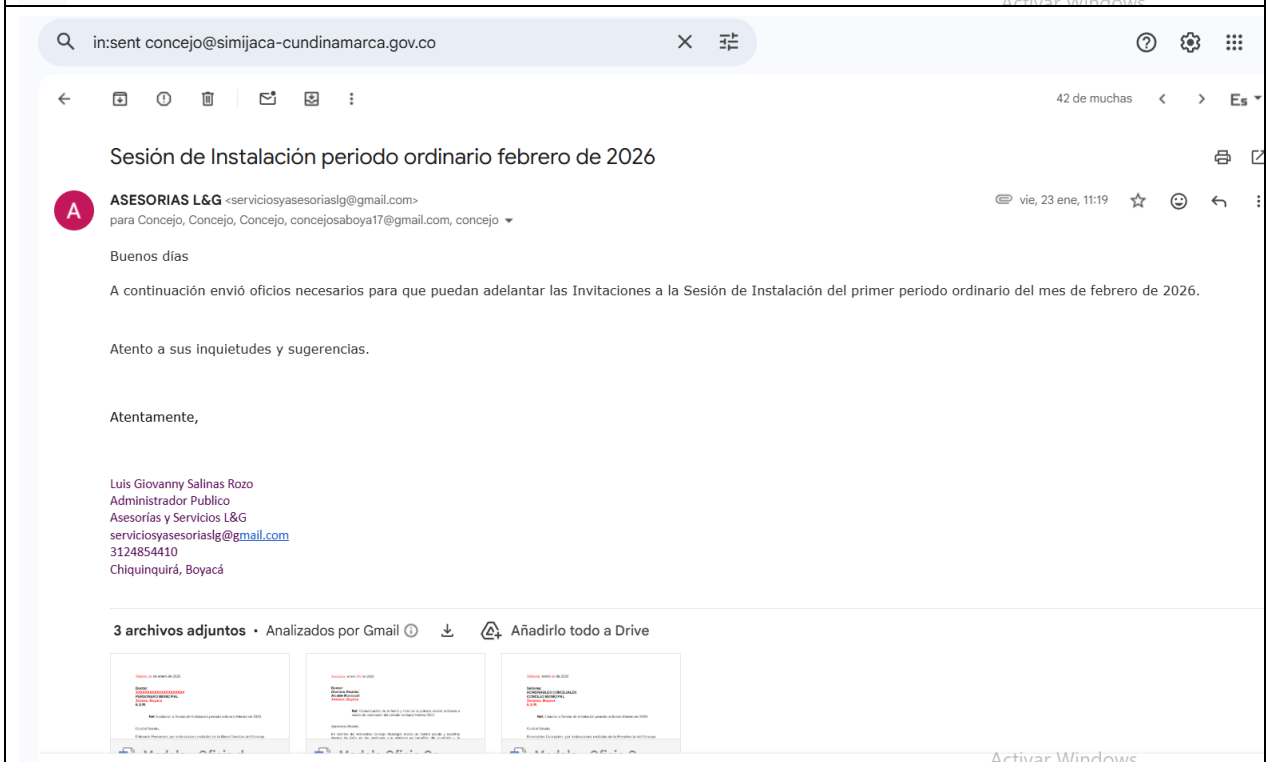 Activar Windows
in:sent concejo@simijaca-cundinamarca.gov.co
42 de muchas
Es
Sesión de Instalación periodo ordinario febrero de 2026
ASESORIAS L&G <serviciosyasesoriaslg@gmail.com>
vie, 23 ene, 11:19
para Concejo, Concejo, Concejo, concejosaboya17@gmail.com, concejo
A
Buenos días
A continuación envió oficios necesarios para que puedan adelantar las Invitaciones a la Sesión de Instalación del primer periodo ordinario del mes de febrero de 2026.
Atento a sus inquietudes y sugerencias.
Atentamente,
Luis Giovanny Salinas Rozo
Administrador Publico
Asesorías y Servicios L&G
serviciosyasesoriaslg@gmail.com
3124854410
Chiquinquirá, Boyacá
3 archivos adjuntos • Analizados por Gmail
Añadirlo todo a Drive
Activar Windows